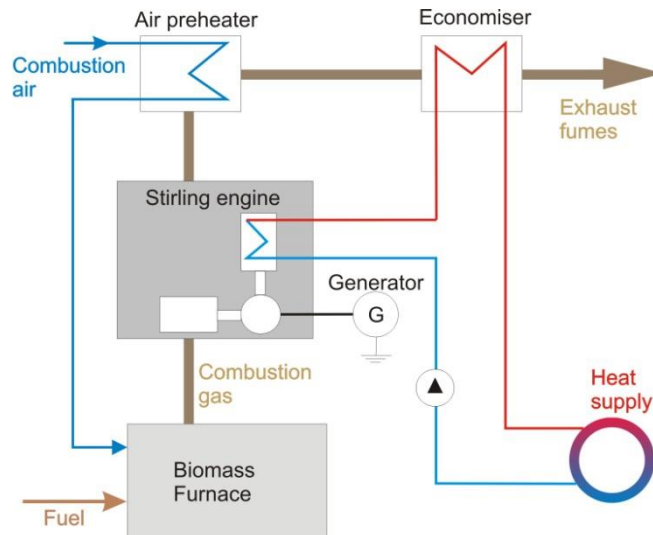 Air preheater
Economiser
Combustion
air
Exhaust
fumes
Stirling engine
Generator
G
Combustion
gas
Heat
supply
Biomass
Furnace
Fuel